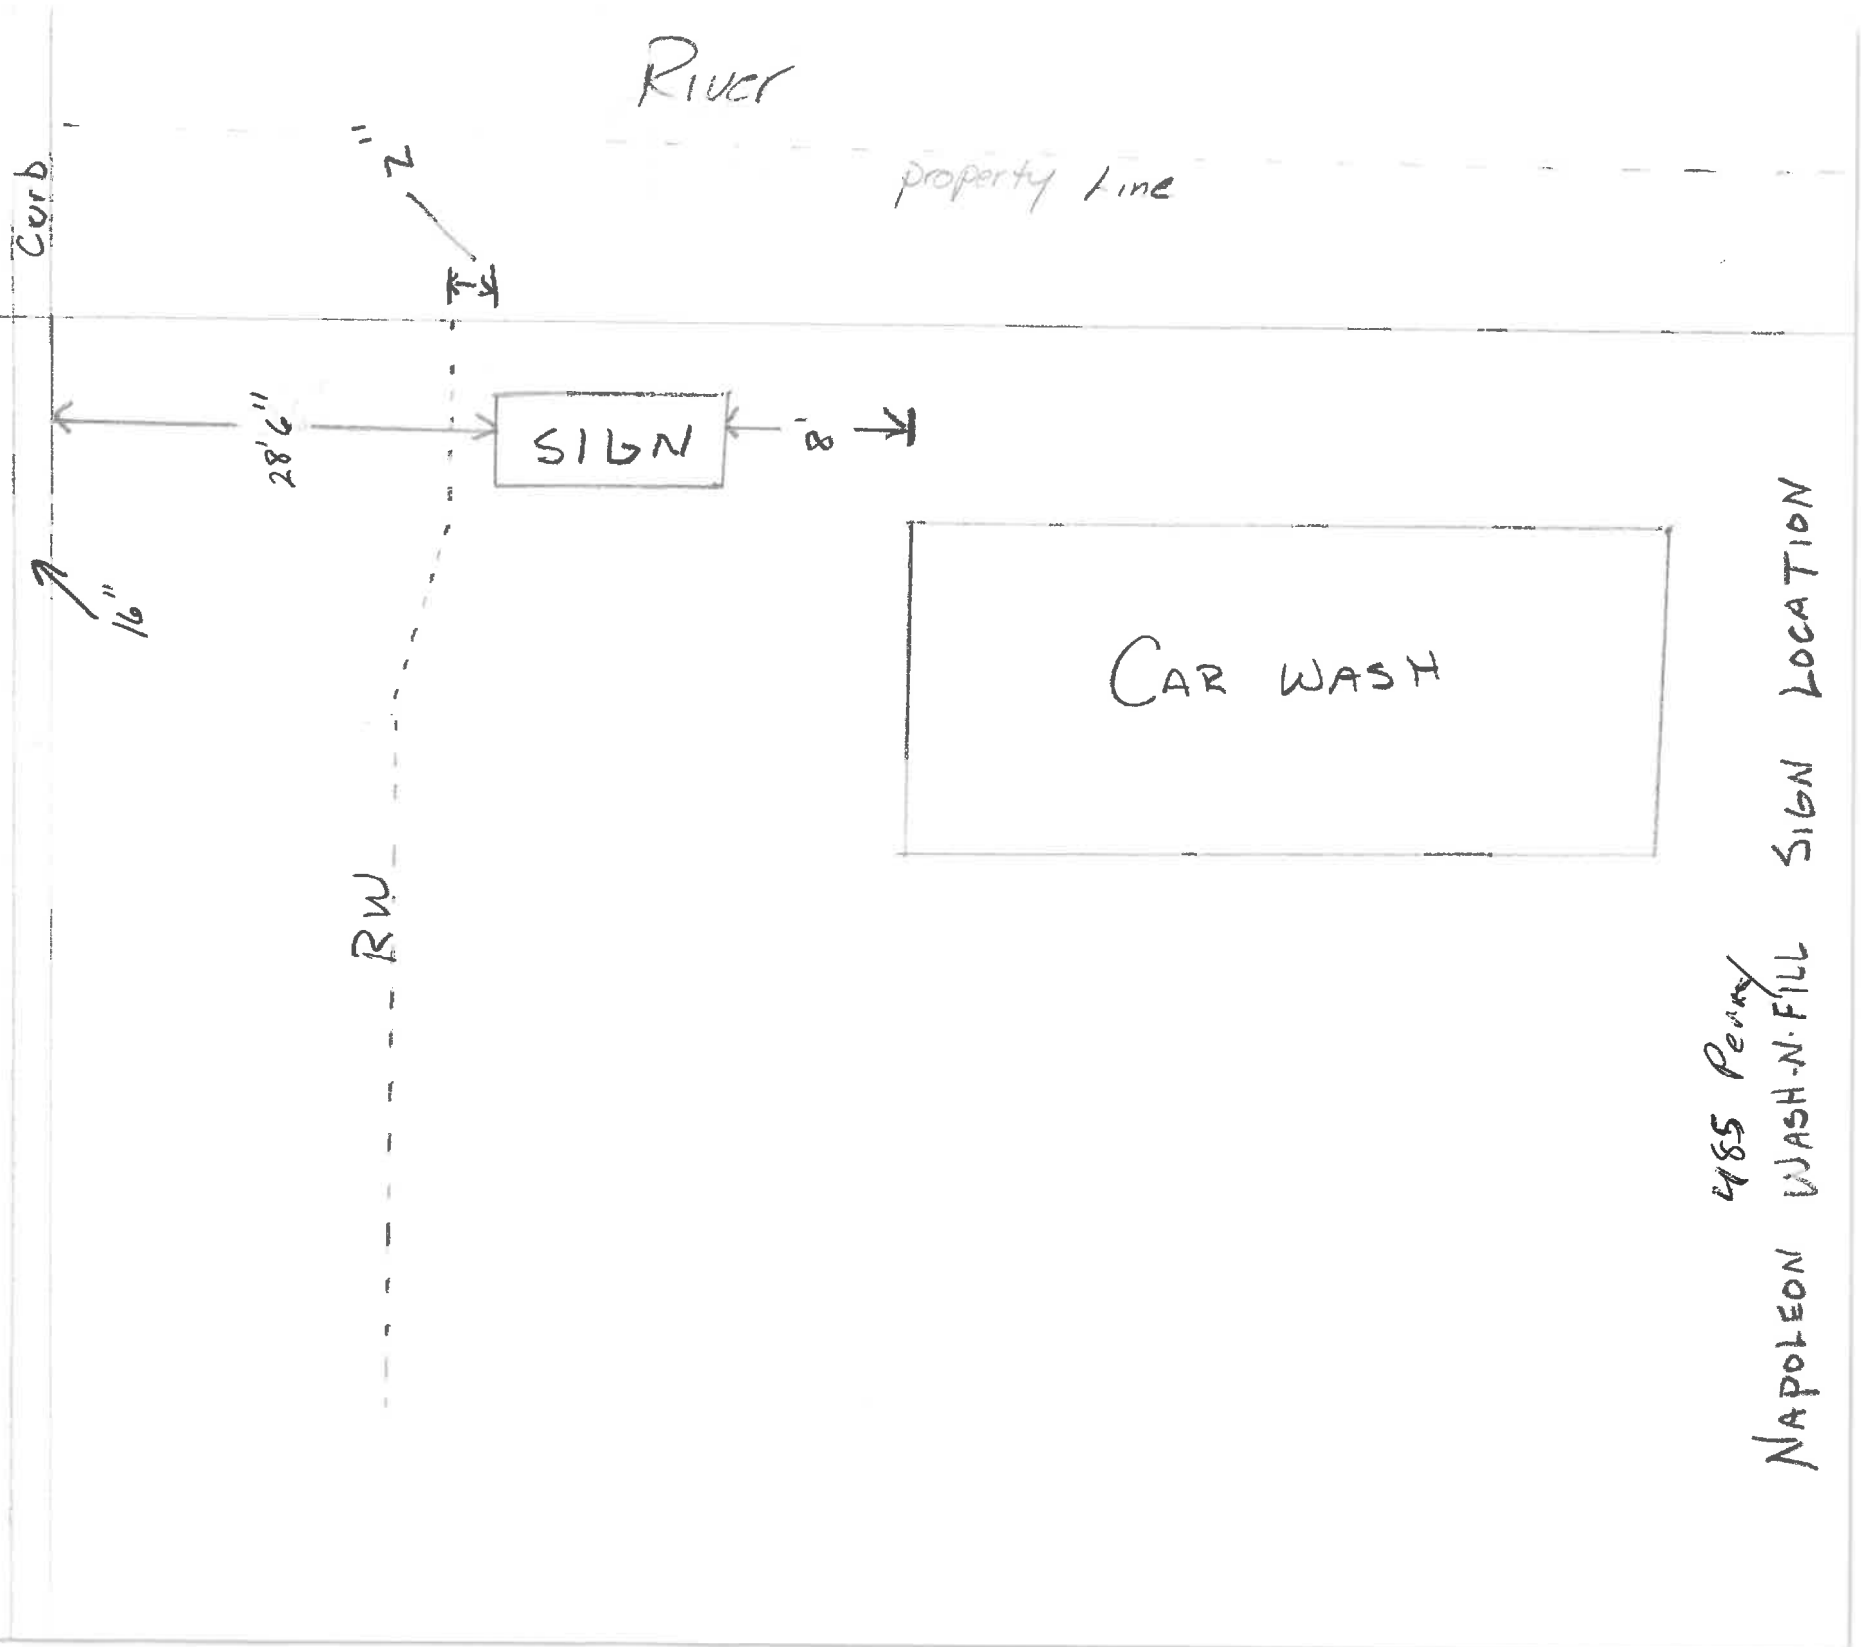 River
Curb
2"
property Line
28'6"
SIGN
8'
16"
CAR WASH
RW
485 Perry
NAPOLEON WASH-N-FILL SIGN LOCATION